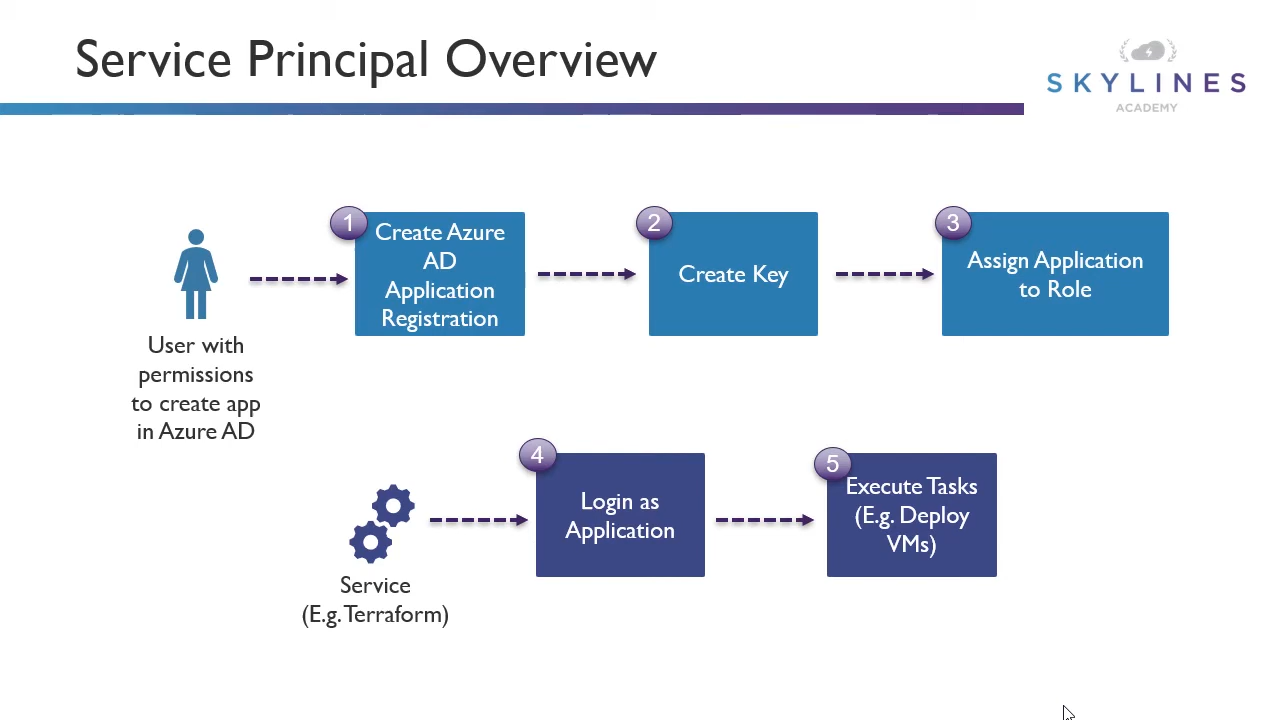 Service Principal Overview
SKYLINES
ACADEMY
1
Create Azure
AD
Application
Registration
2
Create Key
3
Assign Application
to Role
User with
permissions
to create app
in Azure AD
4
Login as
Application
5
Execute Tasks
(E.g. Deploy
VMs)
Service
(E.g. Terraform)